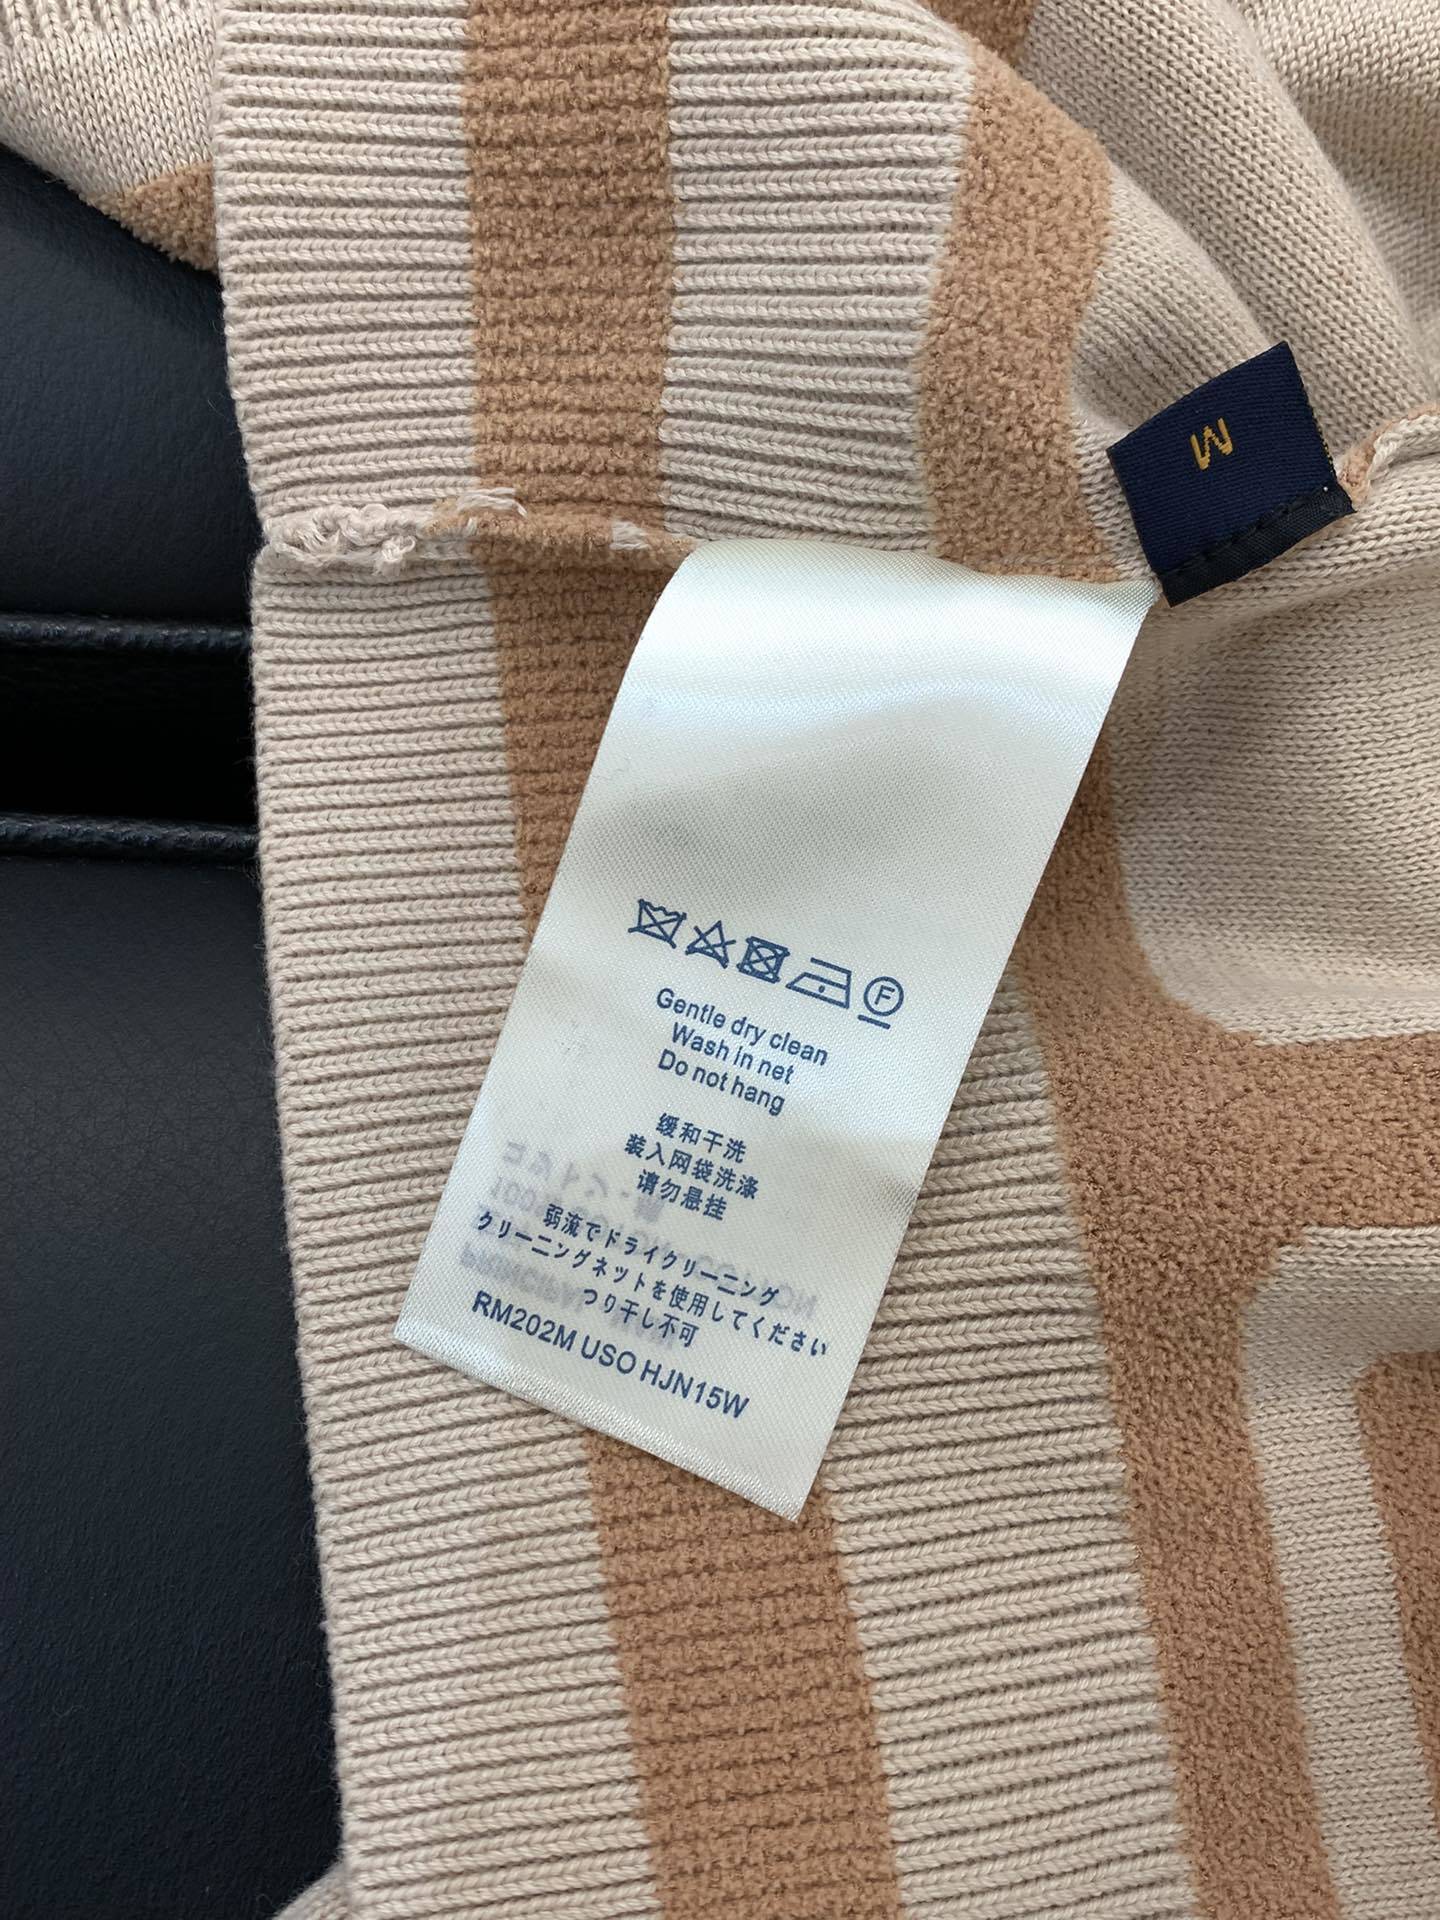 M
F
Gentle dry clean
Wash in net
Do not hang
缓和干洗
装入网袋洗涤
请勿悬挂
弱流でドライクリーニング
クリーニングネットを使用してください
つり干し不可
RM202M USO HJN15W